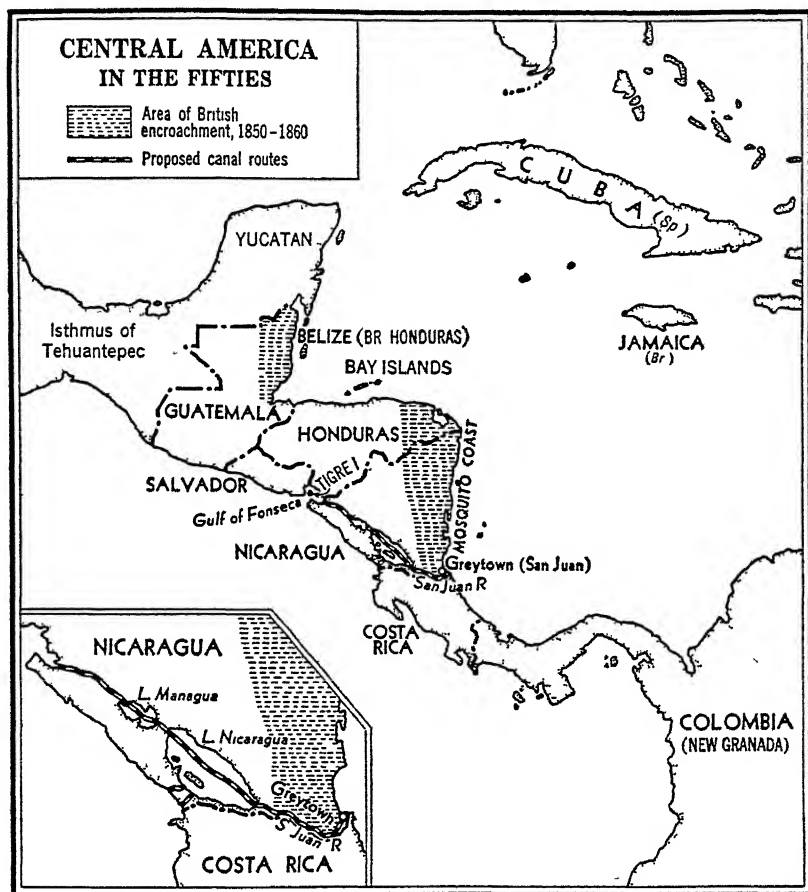 CENTRAL AMERICA
IN THE FIFTIES
Area of British
encroachment, 1850–1860
Proposed canal routes
CUBA (Sp)
YUCATAN
Isthmus of
Tehuantepec
BELIZE (BR HONDURAS)
JAMAICA
(Br)
BAY ISLANDS
GUATEMALA
HONDURAS
MOSQUITO COAST
TIGRE I
SALVADOR
Gulf of Fonseca
NICARAGUA
Greytown (San Juan)
San Juan R
COSTA
RICA
COLOMBIA
(NEW GRANADA)
NICARAGUA
L. Managua
L. Nicaragua
Greytown
S Juan R
COSTA RICA